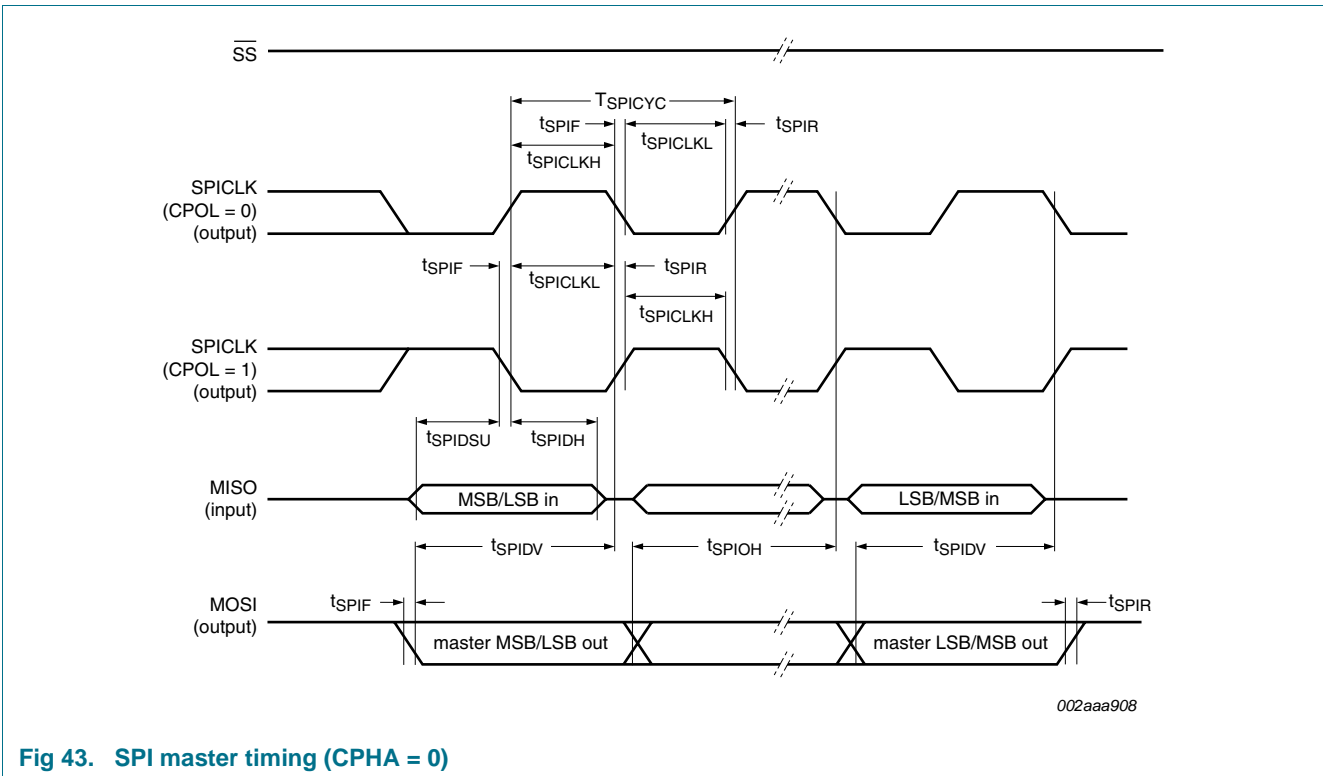 SS
TSPICYC
tSPIF
tSPICLKL
tSPIR
tSPICLKH
SPICLK
(CPOL = 0)
(output)
tSPIF
tSPICLKL
tSPIR
tSPICLKH
SPICLK
(CPOL = 1)
(output)
tSPIDSU
tSPIDH
MISO
(input)
MSB/LSB in
LSB/MSB in
tSPIDV
tSPIOH
tSPIDV
MOSI
(output)
tSPIF
tSPIR
master MSB/LSB out
master LSB/MSB out
002aaa908
Fig 43. SPI master timing (CPHA = 0)